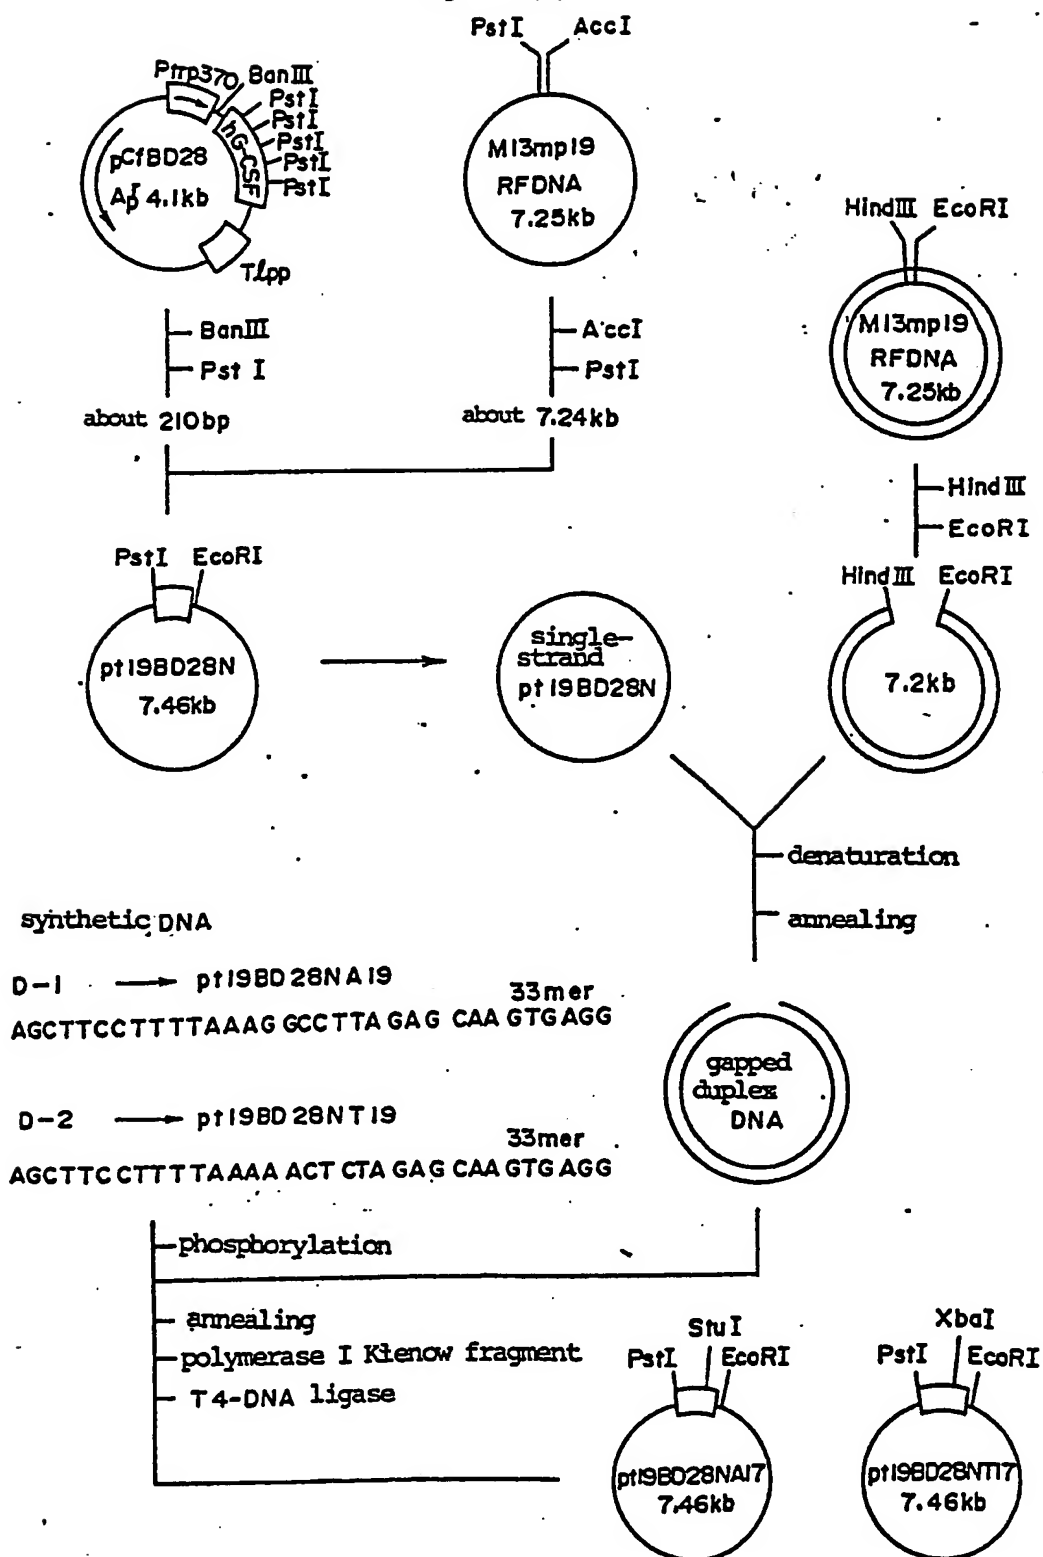 PstI AccI
Ptrp370 BanIII
PstI
PstI
PstI
PstI
PstI
hG-CSF
pCfBD28
Apr 4.1kb
Tlpp
M13mp19
RFDNA
7.25kb
HindIII EcoRI
M13mp19
RFDNA
7.25kb
BanIII
Pst I
about 210bp
AccI
PstI
about 7.24kb
HindIII
EcoRI
PstI EcoRI
pt19BD28N
7.46kb
single-
strand
pt19BD28N
HindIII EcoRI
7.2kb
denaturation
annealing
synthetic DNA
D-1 → pt19BD28NA19
33mer
AGCTTCCTTTTAAAG GCCTTA GAG CAA GTG AGG
D-2 → pt19BD28NT19
33mer
AGCTTCCTTTTAAAA ACT CTA GAG CAA GTG AGG
gapped
duplex
DNA
phosphorylation
annealing
polymerase I Klenow fragment
T4-DNA ligase
StuI
PstI EcoRI
pt19BD28NA17
7.46kb
XbaI
PstI EcoRI
pt19BD28NT17
7.46kb